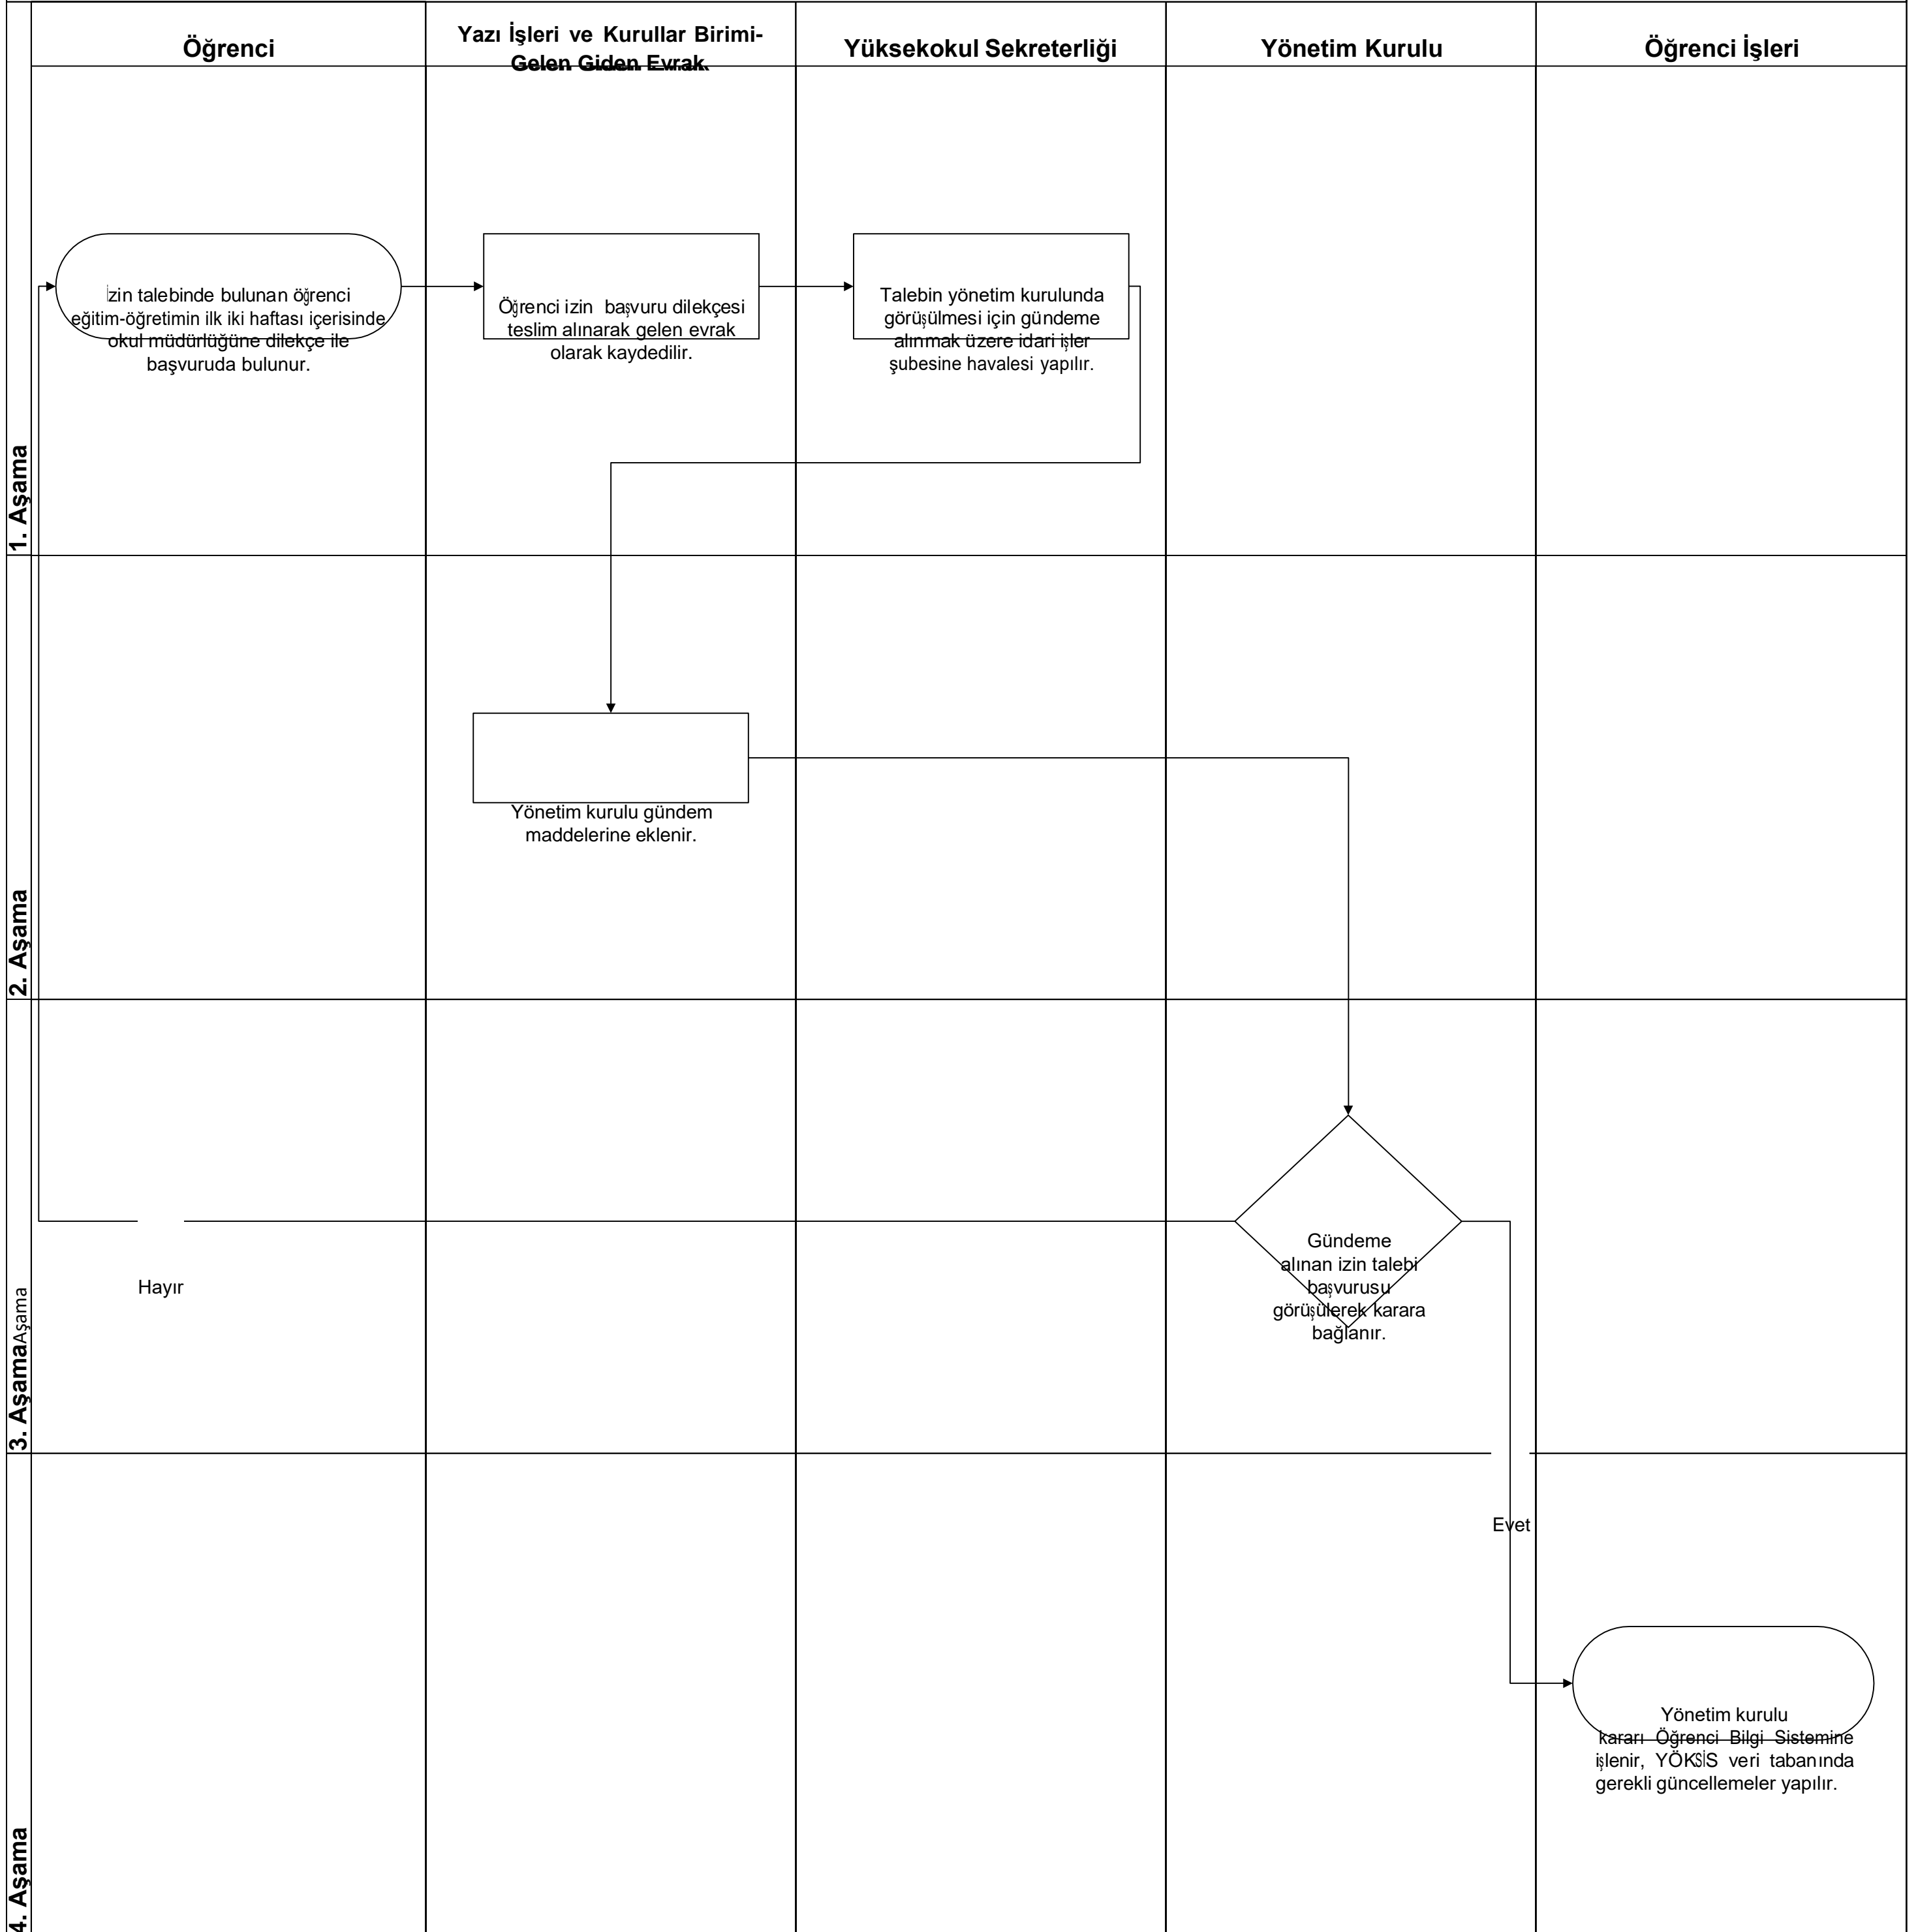 Öğrenci
Yazı İşleri ve Kurullar Birimi-
Gelen Giden Evrak
Yüksekokul Sekreterliği
Yönetim Kurulu
Öğrenci İşleri
1. Aşama
İzin talebinde bulunan öğrenci
eğitim-öğretimin ilk iki haftası içerisinde
okul müdürlüğüne dilekçe ile
başvuruda bulunur.
Öğrenci izin başvuru dilekçesi
teslim alınarak gelen evrak
olarak kaydedilir.
Talebin yönetim kurulunda
görüşülmesi için gündeme
alınmak üzere idari işler
şubesine havalesi yapılır.
2. Aşama
Yönetim kurulu gündem
maddelerine eklenir.
3. AşamaAşama
Hayır
Gündeme
alınan izin talebi
başvurusu
görüşülerek karara
bağlanır.
4. Aşama
Evet
Yönetim kurulu
kararı Öğrenci Bilgi Sistemine
işlenir, YÖKSİS veri tabanında
gerekli güncellemeler yapılır.